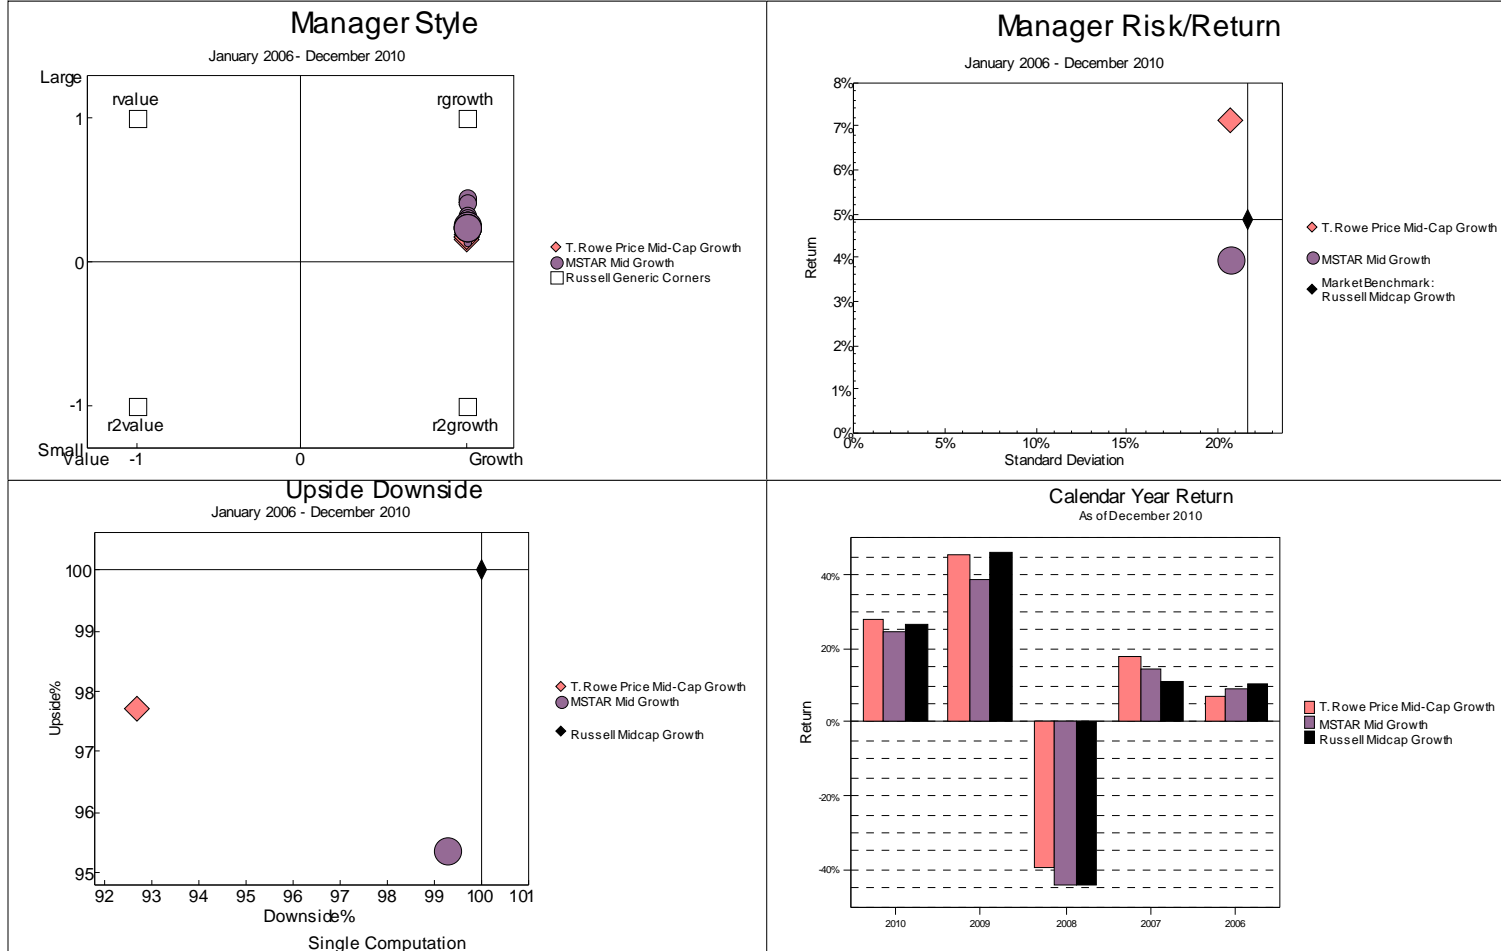 Manager Style
January 2006 - December 2010
Large
rvalue
rgrowth
1
0
-1
r2value
r2growth
Small
Value
-1
0
Growth
T. Rowe Price Mid-Cap Growth
MSTAR Mid Growth
Russell Generic Corners
Manager Risk/Return
January 2006 - December 2010
8%
7%
6%
5%
4%
3%
2%
1%
0%
Return
0%
5%
10%
15%
20%
Standard Deviation
T. Rowe Price Mid-Cap Growth
MSTAR Mid Growth
Market Benchmark:
Russell Midcap Growth
Upside Downside
January 2006 - December 2010
100
99
98
97
96
95
Upside%
92 93 94 95 96 97 98 99 100 101
Downside%
Single Computation
T. Rowe Price Mid-Cap Growth
MSTAR Mid Growth
Russell Midcap Growth
Calendar Year Return
As of December 2010
40%
20%
0%
-20%
-40%
Return
2010 2009 2008 2007 2006
T. Rowe Price Mid-Cap Growth
MSTAR Mid Growth
Russell Midcap Growth